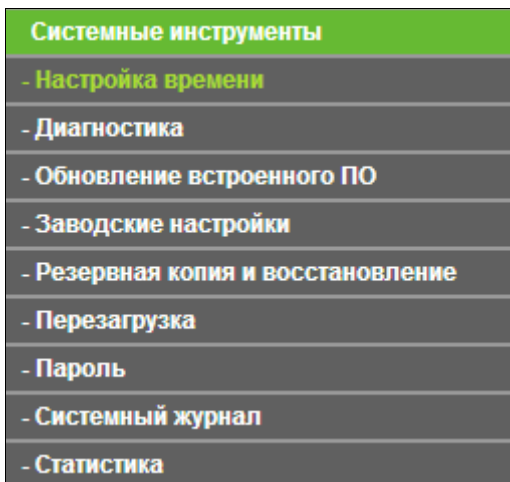 Системные инструменты
- Настройка времени
- Диагностика
- Обновление встроенного ПО
- Заводские настройки
- Резервная копия и восстановление
- Перезагрузка
- Пароль
- Системный журнал
- Статистика